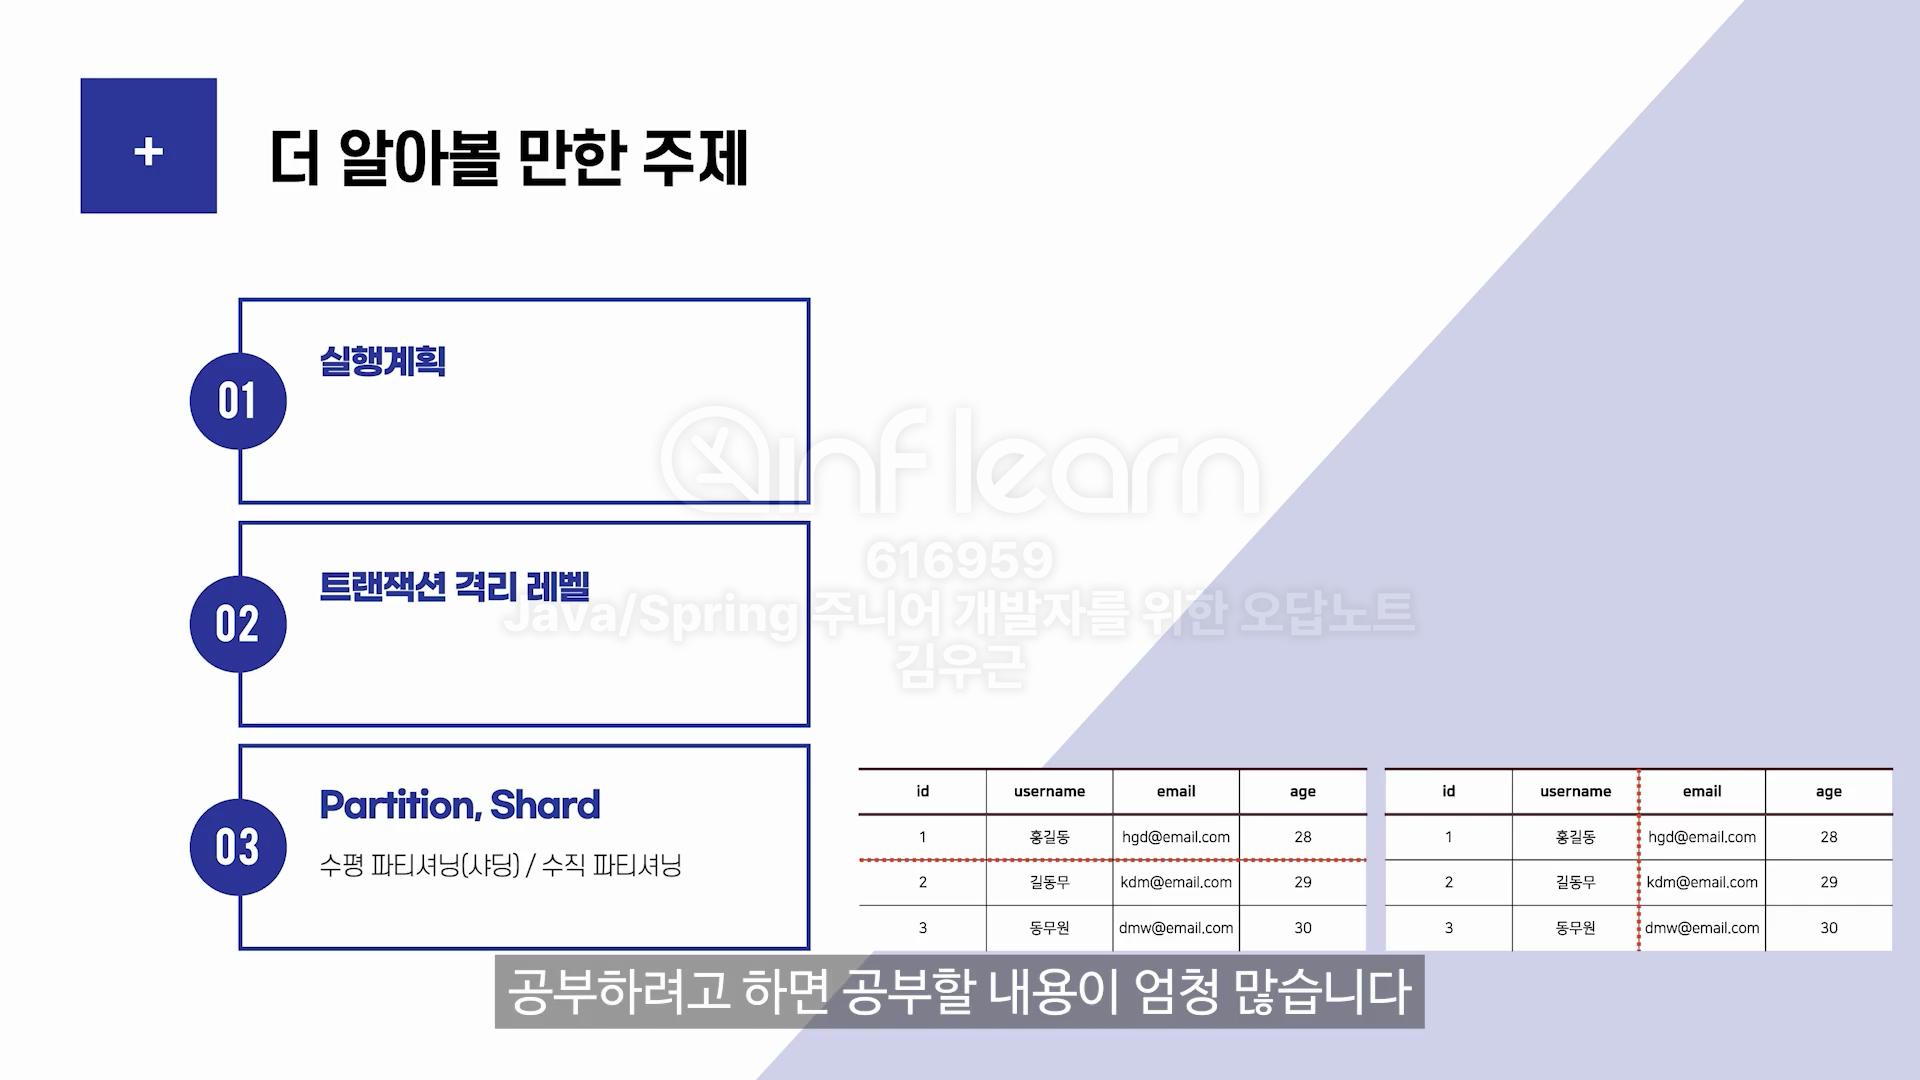 +
더 알아볼 만한 주제
01
실행계획
02
트랜잭션 격리 레벨
03
Partition, Shard
수평 파티셔닝(샤딩) / 수직 파티셔닝
inflearn
616959
Java/Spring 주니어 개발자를 위한 오답노트
김우근
id username email age
1 홍길동 hgd@email.com 28
2 길동무 kdm@email.com 29
3 동무원 dmw@email.com 30
id username email age
1 홍길동 hgd@email.com 28
2 길동무 kdm@email.com 29
3 동무원 dmw@email.com 30
공부하려고 하면 공부할 내용이 엄청 많습니다